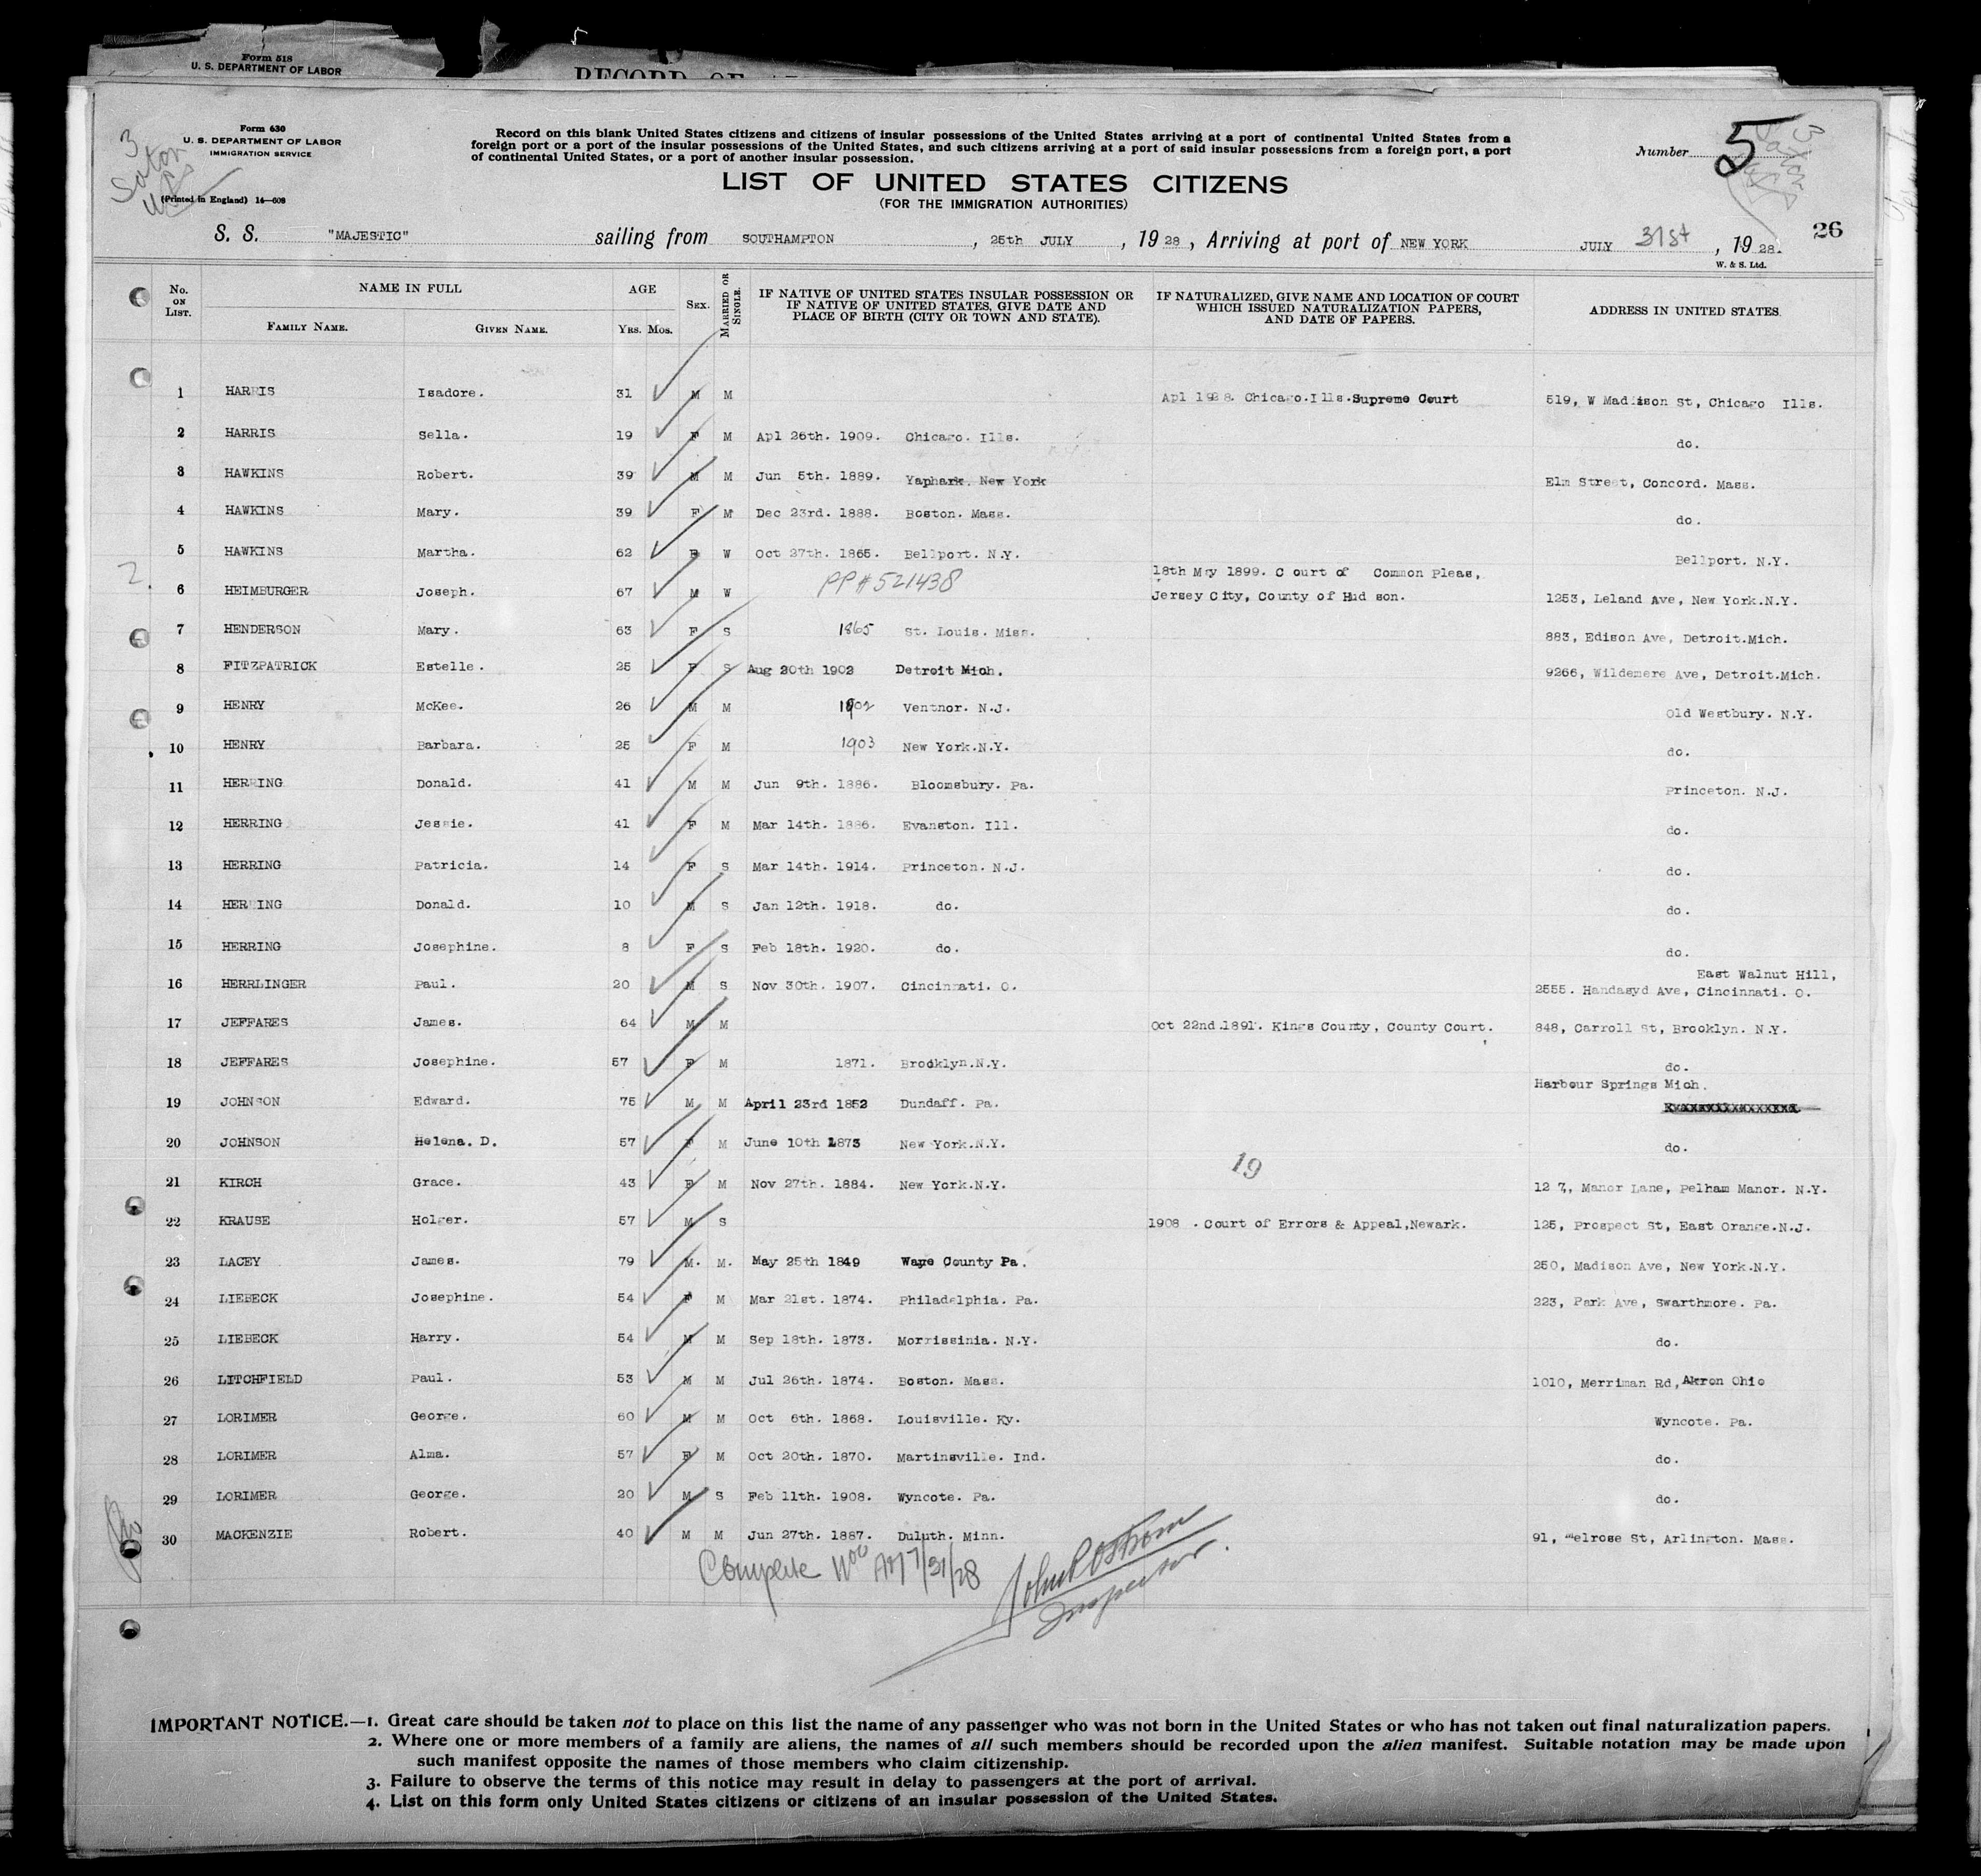 Form 518
U. S. DEPARTMENT OF LABOR
RECORD OF
Form 630
U. S. DEPARTMENT OF LABOR
IMMIGRATION SERVICE
(Printed in England) 14—608
3
Record on this blank United States citizens and citizens of insular possessions of the United States arriving at a port of continental United States from a
foreign port or a port of the insular possessions of the United States, and such citizens arriving at a port of said insular possessions from a foreign port, a port
of continental United States, or a port of another insular possession.
Number 5
LIST OF UNITED STATES CITIZENS
(FOR THE IMMIGRATION AUTHORITIES)
26
S. S. "MAJESTIC" sailing from SOUTHAMPTON , 25th JULY , 19 28 , Arriving at port of NEW YORK JULY 31st , 19 28.
W. & S. Ltd.
No. ON LIST. NAME IN FULL FAMILY NAME. GIVEN NAME. AGE YRS. MOS. SEX. MARRIED OR SINGLE. IF NATIVE OF UNITED STATES INSULAR POSSESSION OR IF NATIVE OF UNITED STATES, GIVE DATE AND PLACE OF BIRTH (CITY OR TOWN AND STATE). IF NATURALIZED, GIVE NAME AND LOCATION OF COURT WHICH ISSUED NATURALIZATION PAPERS, AND DATE OF PAPERS. ADDRESS IN UNITED STATES.
1 HARRIS Isadore. 31 M M Apl 1928. Chicago.Ills.Supreme Court 519, W Madison St, Chicago Ills.
2 HARRIS Sella. 19 F M Apl 26th. 1909. Chicago. Ills. do.
3 HAWKINS Robert. 39 M M Jun 5th. 1889. Yaphark. New York Elm Street, Concord. Mass.
4 HAWKINS Mary. 39 F M Dec 23rd. 1888. Boston. Mass. do.
5 HAWKINS Martha. 62 F W Oct 27th. 1865. Bellport. N.Y. Bellport. N.Y.
2. PP#521438 18th May 1899. Court of Common Pleas,
6 HEIMBURGER Joseph. 67 M W Jersey City, County of Hudson. 1253, Leland Ave, New York.N.Y.
7 HENDERSON Mary. 63 F S 1865 St. Louis. Miss. 883, Edison Ave, Detroit.Mich.
8 FITZPATRICK Estelle. 25 F S Aug 20th 1902 Detroit Mich. 9266, Wildemere Ave, Detroit.Mich.
9 HENRY McKee. 26 M M 1902 Ventnor. N.J. Old Westbury. N.Y.
10 HENRY Barbara. 25 F M 1903 New York.N.Y. do.
11 HERRING Donald. 41 M M Jun 9th. 1886. Bloomsbury. Pa. Princeton. N.J.
12 HERRING Jessie. 41 F M Mar 14th. 1886. Evanston. Ill. do.
13 HERRING Patricia. 14 F S Mar 14th. 1914. Princeton. N.J. do.
14 HERRING Donald. 10 M S Jan 12th. 1918. do. do.
15 HERRING Josephine. 8 F S Feb 18th. 1920. do. do.
East Walnut Hill,
16 HERRLINGER Paul. 20 M S Nov 30th. 1907. Cincinnati. O. 2555. Handasyd Ave, Cincinnati. O.
17 JEFFARES James. 64 M M Oct 22nd.1891. Kings County, County Court. 848, Carroll St, Brooklyn. N.Y.
18 JEFFARES Josephine. 57 F M 1871. Brooklyn.N.Y. do.
Harbour Springs Mich.
19 JOHNSON Edward. 75 M M April 23rd 1852 Dundaff. Pa.
20 JOHNSON Helena. D. 57 F M June 10th 1873 New York.N.Y. do.
19
21 KIRCH Grace. 43 F M Nov 27th. 1884. New York.N.Y. 127, Manor Lane, Pelham Manor. N.Y.
22 KRAUSE Holger. 57 M S 1908 . Court of Errors & Appeal,Newark. 125, Prospect St, East Orange.N.J.
23 LACEY James. 79 M. M. May 25th 1849 Wayne County Pa. 250, Madison Ave, New York.N.Y.
24 LIEBECK Josephine. 54 F M Mar 21st. 1874. Philadelphia. Pa. 223, Park Ave, Swarthmore. Pa.
25 LIEBECK Harry. 54 M M Sep 18th. 1873. Morrissinia. N.Y. do.
26 LITCHFIELD Paul. 53 M M Jul 26th. 1874. Boston. Mass. 1010, Merriman Rd, Akron Ohio
27 LORIMER George. 60 M M Oct 6th. 1868. Louisville. Ky. Wyncote. Pa.
28 LORIMER Alma. 57 F M Oct 20th. 1870. Martinsville. Ind. do.
29 LORIMER George. 20 M S Feb 11th. 1908. Wyncote. Pa. do.
30 MACKENZIE Robert. 40 M M Jun 27th. 1887. Duluth. Minn. 91, Melrose St, Arlington. Mass.
Complete 7/31/28
Inspector.
IMPORTANT NOTICE.—1. Great care should be taken not to place on this list the name of any passenger who was not born in the United States or who has not taken out final naturalization papers.
2. Where one or more members of a family are aliens, the names of all such members should be recorded upon the alien manifest. Suitable notation may be made upon
such manifest opposite the names of those members who claim citizenship.
3. Failure to observe the terms of this notice may result in delay to passengers at the port of arrival.
4. List on this form only United States citizens or citizens of an insular possession of the United States.